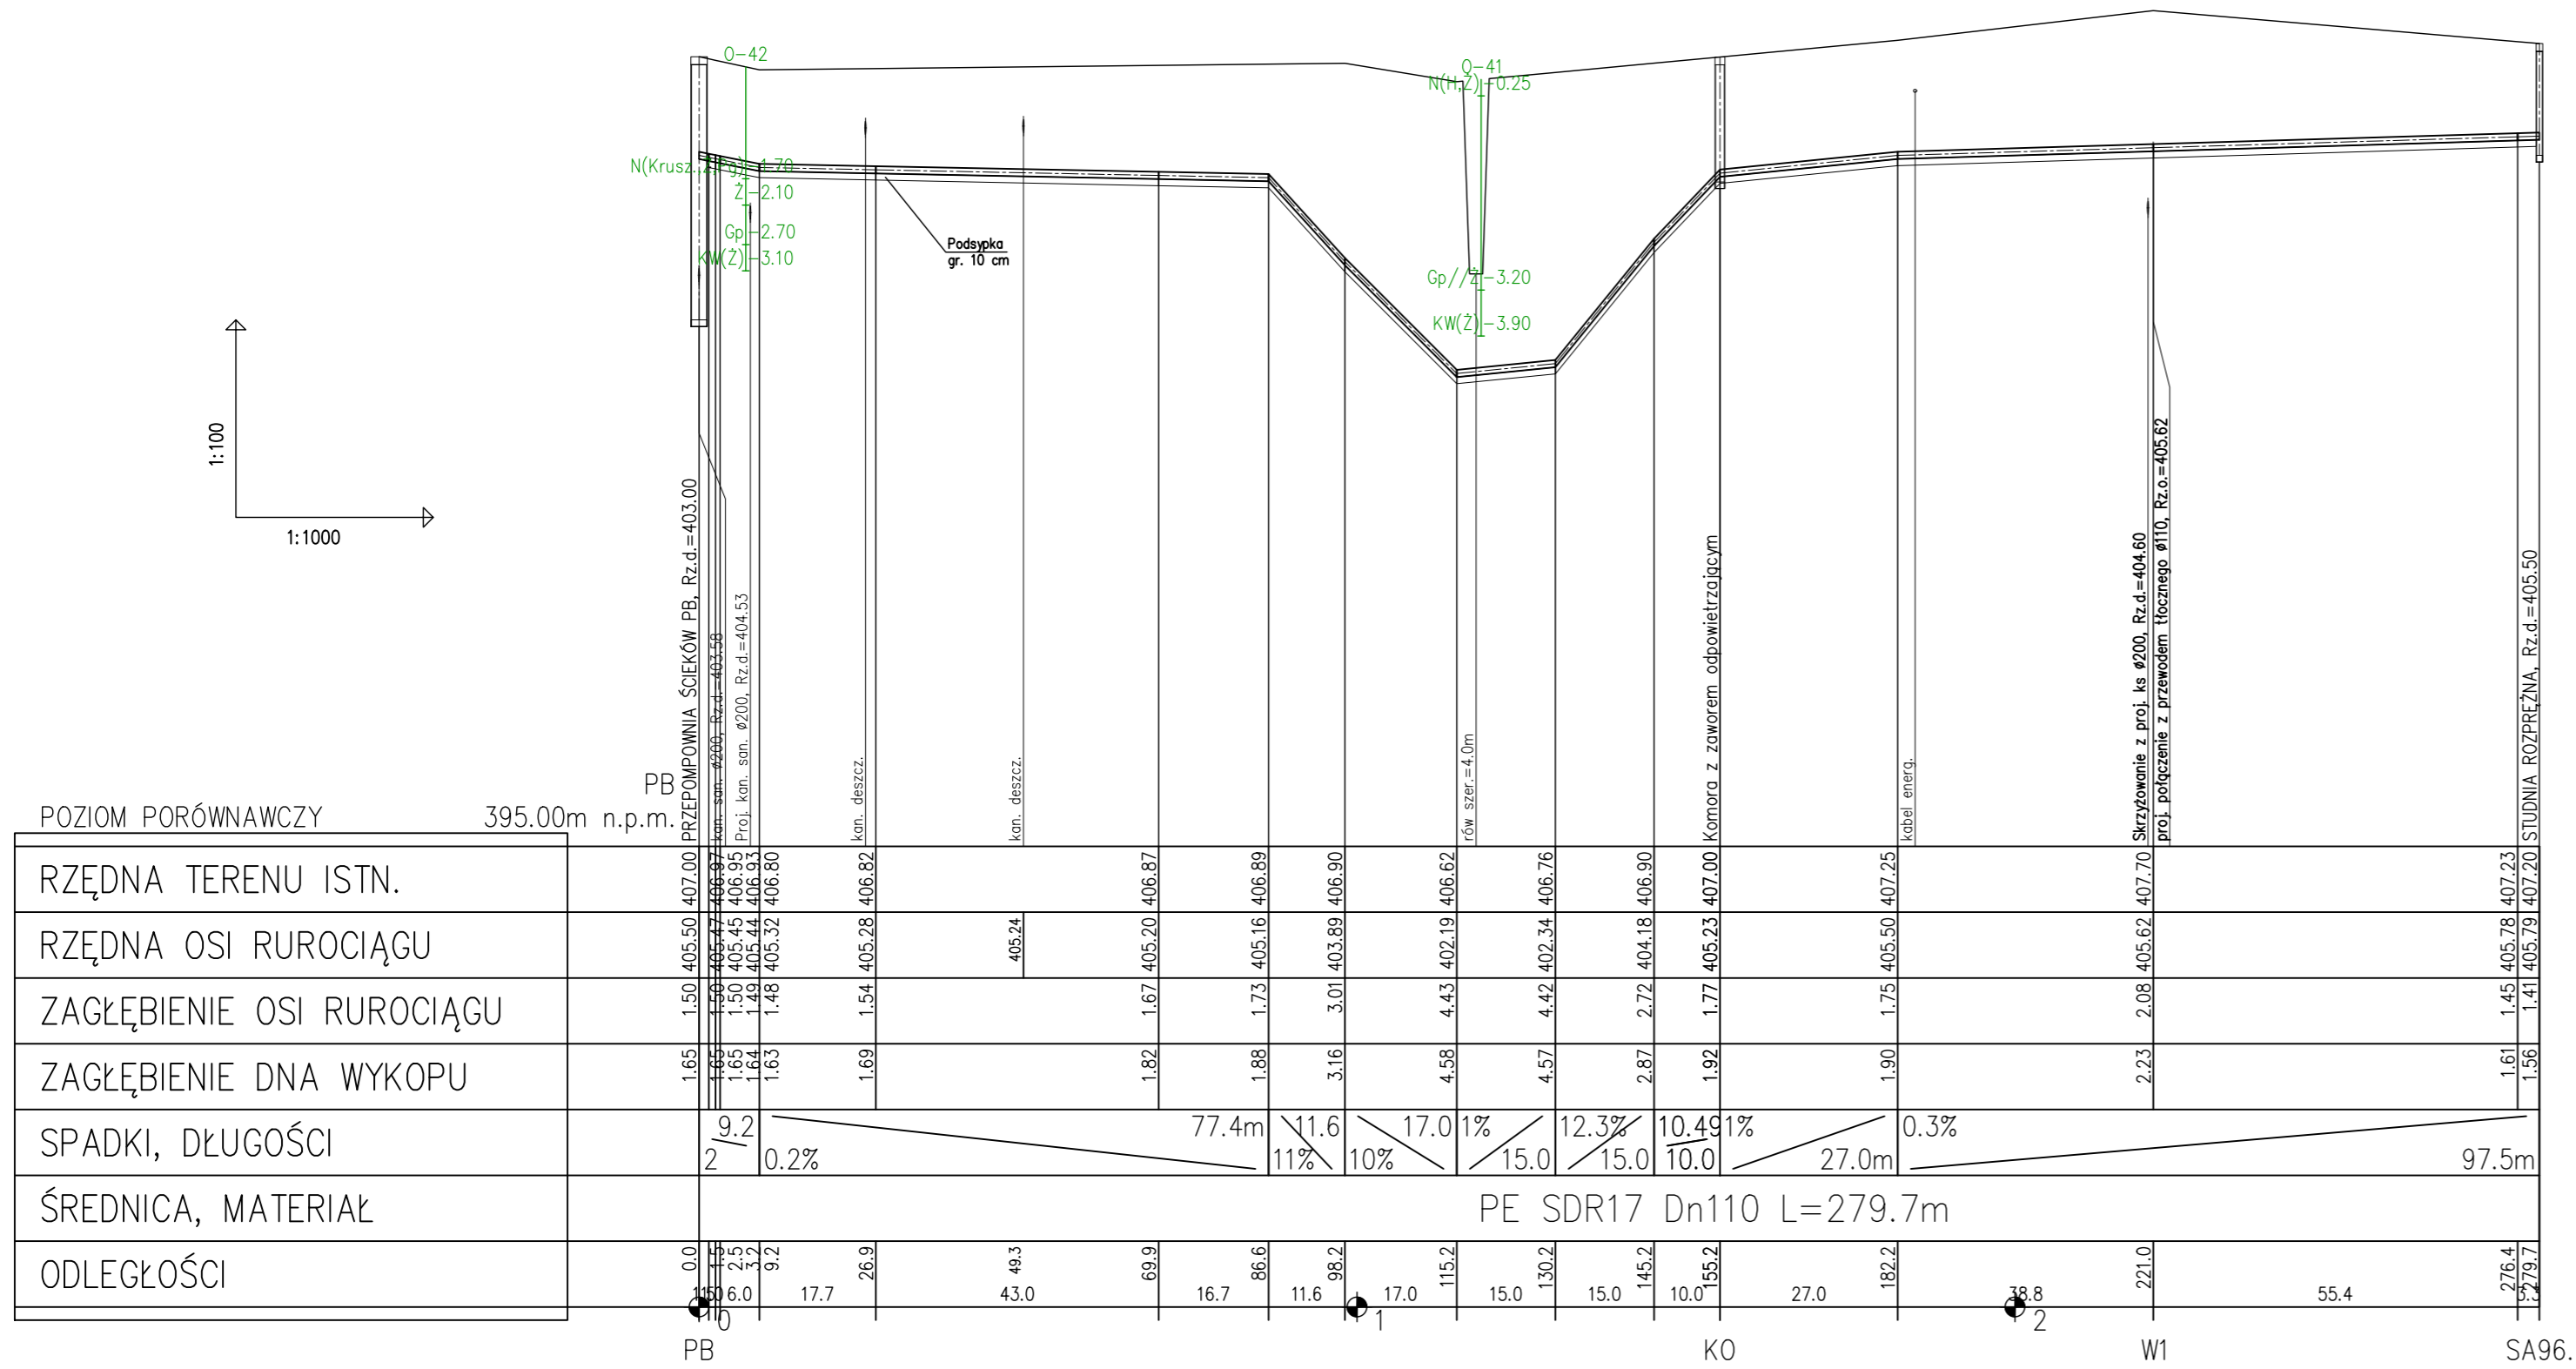 O-42
N(Krusz.,Ż,Pg)-1.70
Ż-2.10
Gp-2.70
KW(Ż)-3.10
O-41
N(H,Ż)-0.25
Gp//Ż-3.20
KW(Ż)-3.90
Podsypka
gr. 10 cm
1:100
1:1000
PRZEPOMPOWNIA ŚCIEKÓW PB, Rz.d.=403.00
kan. san. ø200, Rz.d.=403.58
Proj. kan. san. ø200, Rz.d.=404.53
kan. deszcz.
kan. deszcz.
rów szer.=4.0m
Komora z zaworem odpowietrzającym
kabel energ.
Skrzyżowanie z proj. ks ø200, Rz.d.=404.60
proj. połączenie z przewodem tłocznego ø110, Rz.o.=405.62
STUDNIA ROZPRĘŻNA, Rz.d.=405.50
PB
POZIOM PORÓWNAWCZY 395.00m n.p.m.
RZĘDNA TERENU ISTN. 407.00 406.97 406.95 406.93 406.80 406.82 406.87 406.89 406.90 406.62 406.76 406.90 407.00 407.25 407.70 407.23 407.20
RZĘDNA OSI RUROCIĄGU 405.50 405.47 405.45 405.44 405.32 405.28 405.24 405.20 405.16 403.89 402.19 402.34 404.18 405.23 405.50 405.62 405.78 405.79
ZAGŁĘBIENIE OSI RUROCIĄGU 1.50 1.50 1.50 1.49 1.48 1.54 1.67 1.73 3.01 4.43 4.42 2.72 1.77 1.75 2.08 1.45 1.41
ZAGŁĘBIENIE DNA WYKOPU 1.65 1.65 1.65 1.64 1.63 1.69 1.82 1.88 3.16 4.58 4.57 2.87 1.92 1.90 2.23 1.61 1.56
SPADKI, DŁUGOŚCI
9.2 77.4m 11.6 17.0 1% 12.3% 10.49 1% 0.3%
2 0.2% 11% 10% 15.0 15.0 10.0 27.0m 97.5m
ŚREDNICA, MATERIAŁ PE SDR17 Dn110 L=279.7m
ODLEGŁOŚCI 0.0 1.5 2.5 3.2 9.2 26.9 49.3 69.9 86.6 98.2 115.2 130.2 145.2 155.2 182.2 221.0 276.4 279.7
6.0 17.7 43.0 16.7 11.6 17.0 15.0 15.0 10.0 27.0 38.8 55.4 3.3
0 1 2
PB KO W1 SA96.